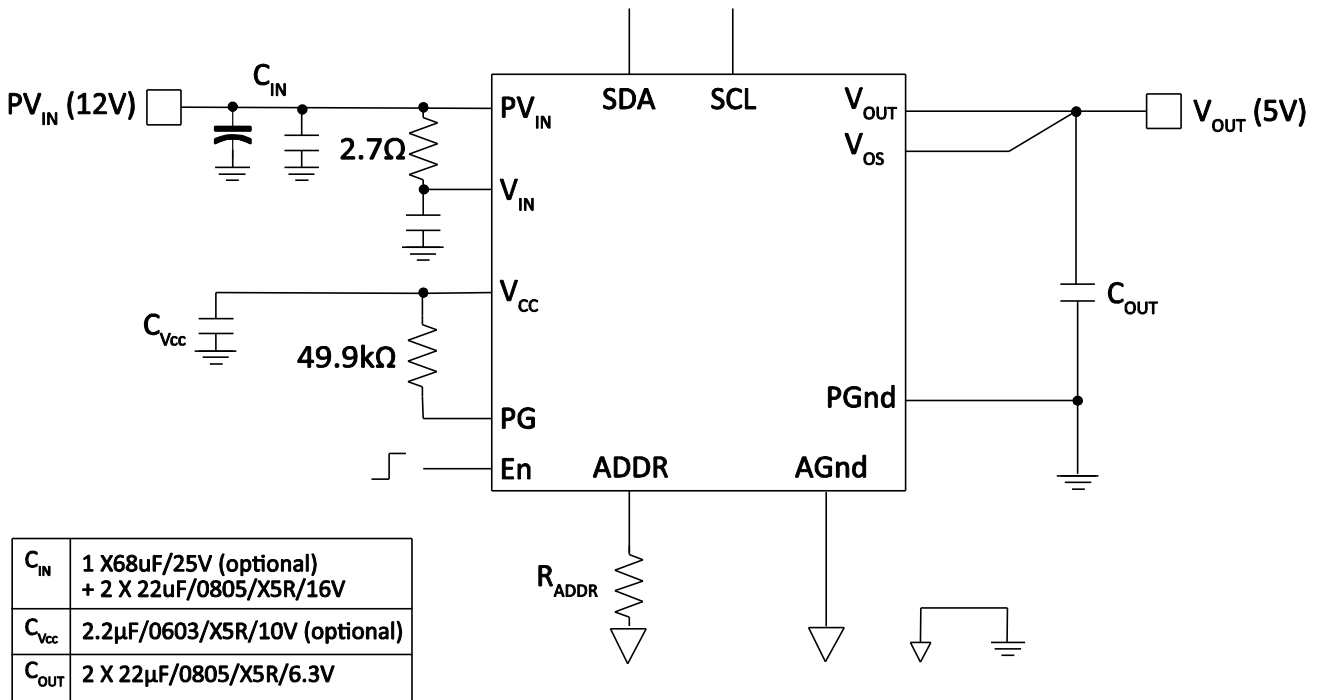 SDA
SCL
PV_IN (12V)
C_IN
PV_IN
V_OUT
V_OUT (5V)
V_OS
2.7Ω
V_IN
V_CC
C_OUT
C_Vcc
49.9kΩ
PGnd
PG
En
ADDR
AGnd
R_ADDR
C_IN 1 X68uF/25V (optional)
+ 2 X 22uF/0805/X5R/16V
C_Vcc 2.2µF/0603/X5R/10V (optional)
C_OUT 2 X 22µF/0805/X5R/6.3V